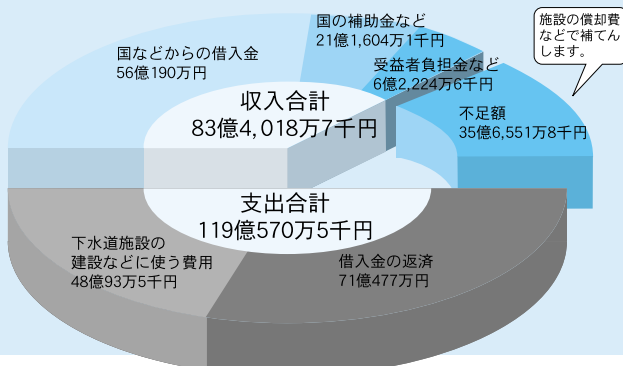 国の補助金など
21億1,604万1千円
施設の償却費
などで補てん
します。
国などからの借入金
56億190万円
受益者負担金など
6億2,224万6千円
収入合計
83億4,018万7千円
不足額
35億6,551万8千円
支出合計
119億570万5千円
下水道施設の
建設などに使う費用
48億93万5千円
借入金の返済
71億477万円